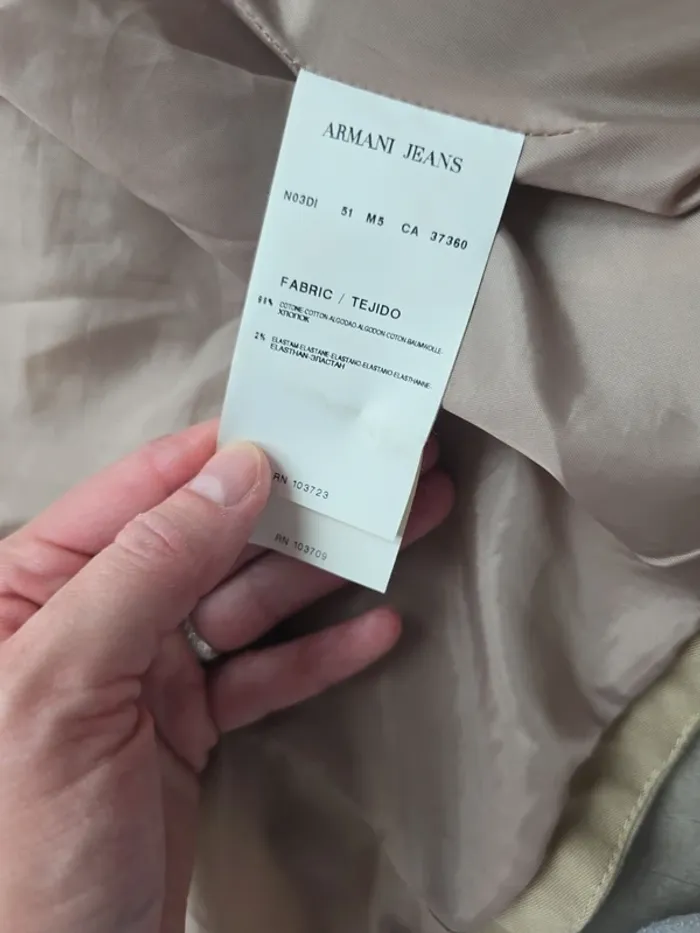 ARMANI JEANS
N03DI 51 M5 CA 37360
FABRIC / TEJIDO
98% COTONE-COTTON-ALGODAO-ALGODON-COTON-BAUMWOLLE-
ХЛОПОК
2% ELASTAM-ELASTANE-ELASTANO-ELASTANO-ELASTHANNE-
ELASTHAN-ЭЛАСТАН
RN 103723
RN 103709